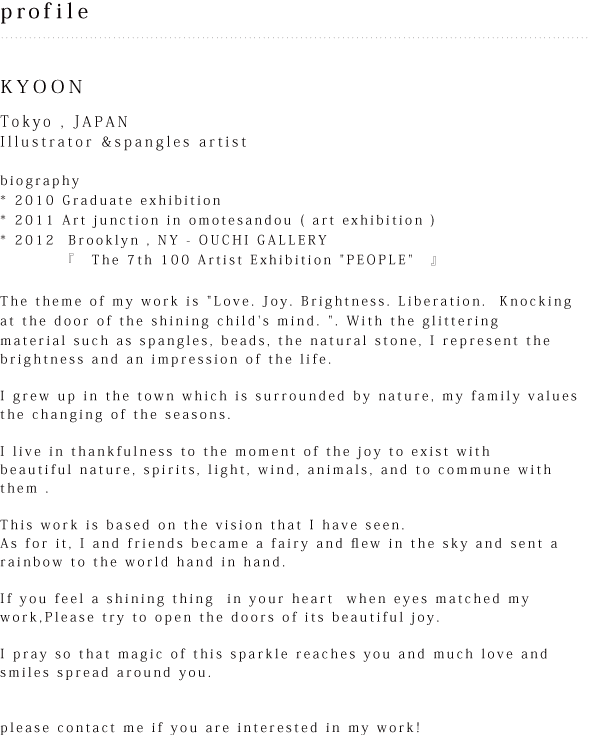 profile
KYOON
Tokyo , JAPAN
Illustrator &spangles artist
biography
* 2010 Graduate exhibition
* 2011 Art junction in omotesandou ( art exhibition )
* 2012  Brooklyn , NY - OUCHI GALLERY
『  The 7th 100 Artist Exhibition "PEOPLE"  』
The theme of my work is "Love. Joy. Brightness. Liberation.  Knocking
at the door of the shining child's mind. ". With the glittering
material such as spangles, beads, the natural stone, I represent the
brightness and an impression of the life.
I grew up in the town which is surrounded by nature, my family values
the changing of the seasons.
I live in thankfulness to the moment of the joy to exist with
beautiful nature, spirits, light, wind, animals, and to commune with
them .
This work is based on the vision that I have seen.
As for it, I and friends became a fairy and flew in the sky and sent a
rainbow to the world hand in hand.
If you feel a shining thing  in your heart  when eyes matched my
work,Please try to open the doors of its beautiful joy.
I pray so that magic of this sparkle reaches you and much love and
smiles spread around you.
please contact me if you are interested in my work!